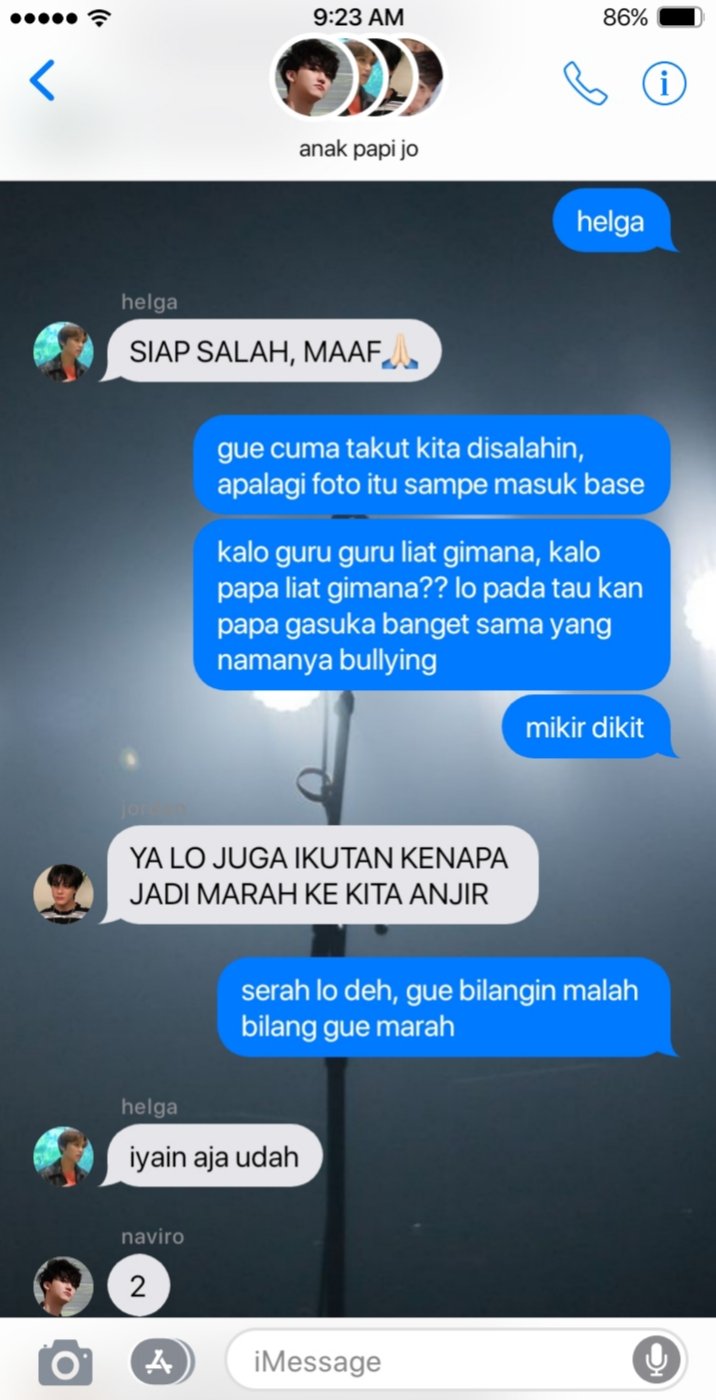 9:23 AM
86%
anak papi jo
helga
helga
SIAP SALAH, MAAF🙏🏻
gue cuma takut kita disalahin,
apalagi foto itu sampe masuk base
kalo guru guru liat gimana, kalo
papa liat gimana?? lo pada tau kan
papa gasuka banget sama yang
namanya bullying
mikir dikit
YA LO JUGA IKUTAN KENAPA
JADI MARAH KE KITA ANJIR
serah lo deh, gue bilangin malah
bilang gue marah
helga
iyain aja udah
naviro
2
iMessage